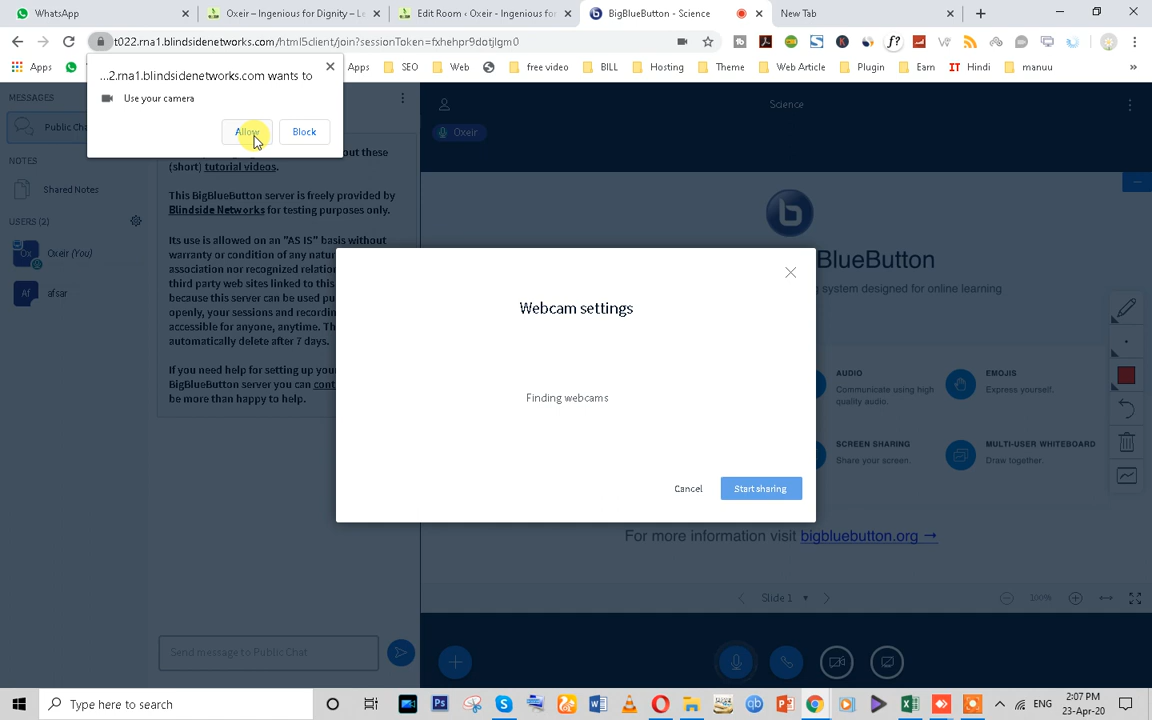 WhatsApp
Oxeir – Ingenious for Dignity – Le
Edit Room ‹ Oxeir - Ingenious for
BigBlueButton - Science
New Tab
t022.rna1.blindsidenetworks.com/html5client/join?sessionToken=fxhehpr9dotjlgm0
Apps
Apps
SEO
Web
free video
BILL
Hosting
Theme
Web Article
Plugin
Earn
IT Hindi
manuu
»
...2.rna1.blindsidenetworks.com wants to
Use your camera
Allow
Block
MESSAGES
Public Cha
NOTES
Shared Notes
USERS (2)
Ox
Oxeir (You)
Af
afsar
out these
(short) tutorial videos.
This BigBlueButton server is freely provided by
Blindside Networks for testing purposes only.
Its use is allowed on an "AS IS" basis without
warranty or condition of any natur
association nor recognized relation
third party web sites linked to this
because this server can be used pu
openly, your sessions and recordin
accessible for anyone, anytime. Th
automatically delete after 7 days.
If you need help for setting up your
BigBlueButton server you can cont
be more than happy to help.
Send message to Public Chat
Science
Oxeir
b
BlueButton
ng system designed for online learning
AUDIO
Communicate using high
quality audio.
EMOJIS
Express yourself.
SCREEN SHARING
Share your screen.
MULTI-USER WHITEBOARD
Draw together.
For more information visit bigbluebutton.org →
Slide 1
100%
Webcam settings
Finding webcams
Cancel
Start sharing
Type here to search
ENG
2:07 PM
23-Apr-20